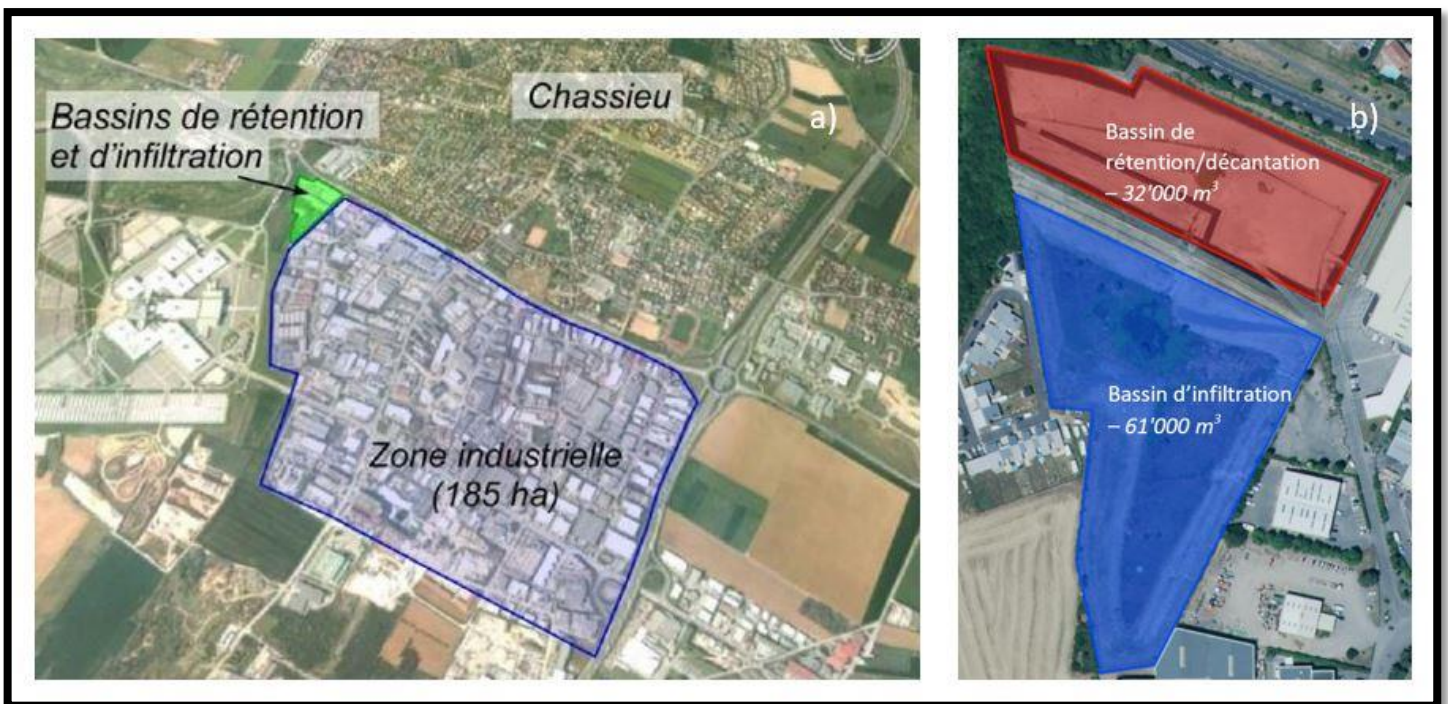 Bassins de rétention
et d'infiltration
Chassieu
a)
Zone industrielle
(185 ha)
b)
Bassin de
rétention/décantation
– 32'000 m³
Bassin d'infiltration
– 61'000 m³